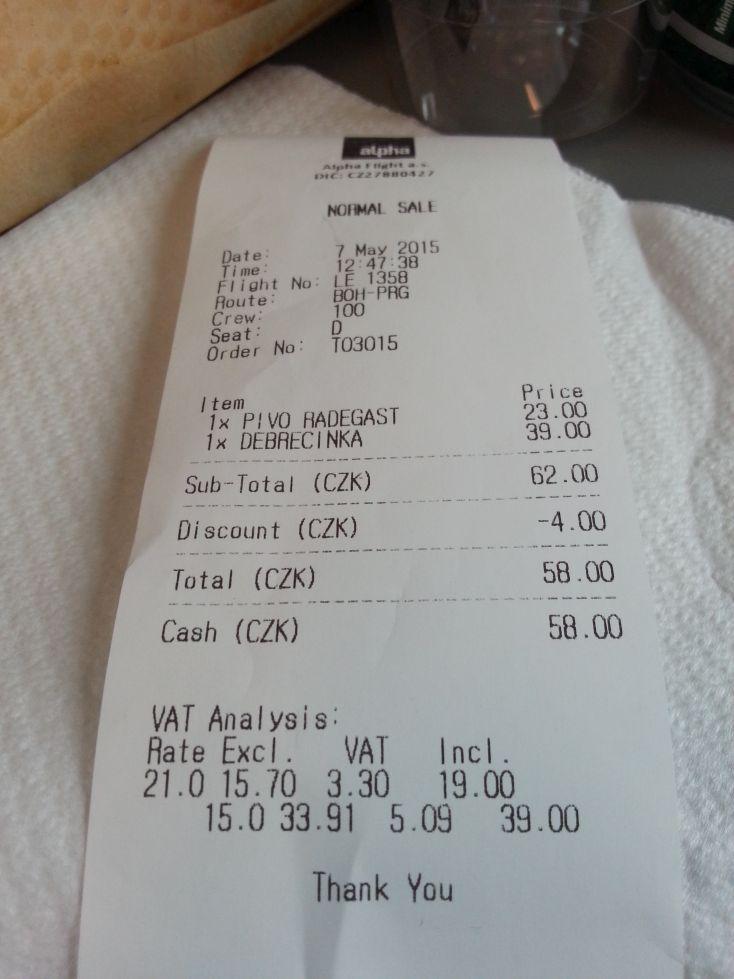 alpha
Alpha Flight a.s.
DIC: CZ27880427
NORMAL SALE
Date: 7 May 2015
Time: 12:47:38
Flight No: LE 1358
Route: BOH-PRG
Crew: 100
Seat: D
Order No: T03015
Item Price
1x PIVO RADEGAST 23.00
1x DEBRECINKA 39.00
Sub-Total (CZK) 62.00
Discount (CZK) -4.00
Total (CZK) 58.00
Cash (CZK) 58.00
VAT Analysis:
Rate Excl. VAT Incl.
21.0 15.70 3.30 19.00
15.0 33.91 5.09 39.00
Thank You